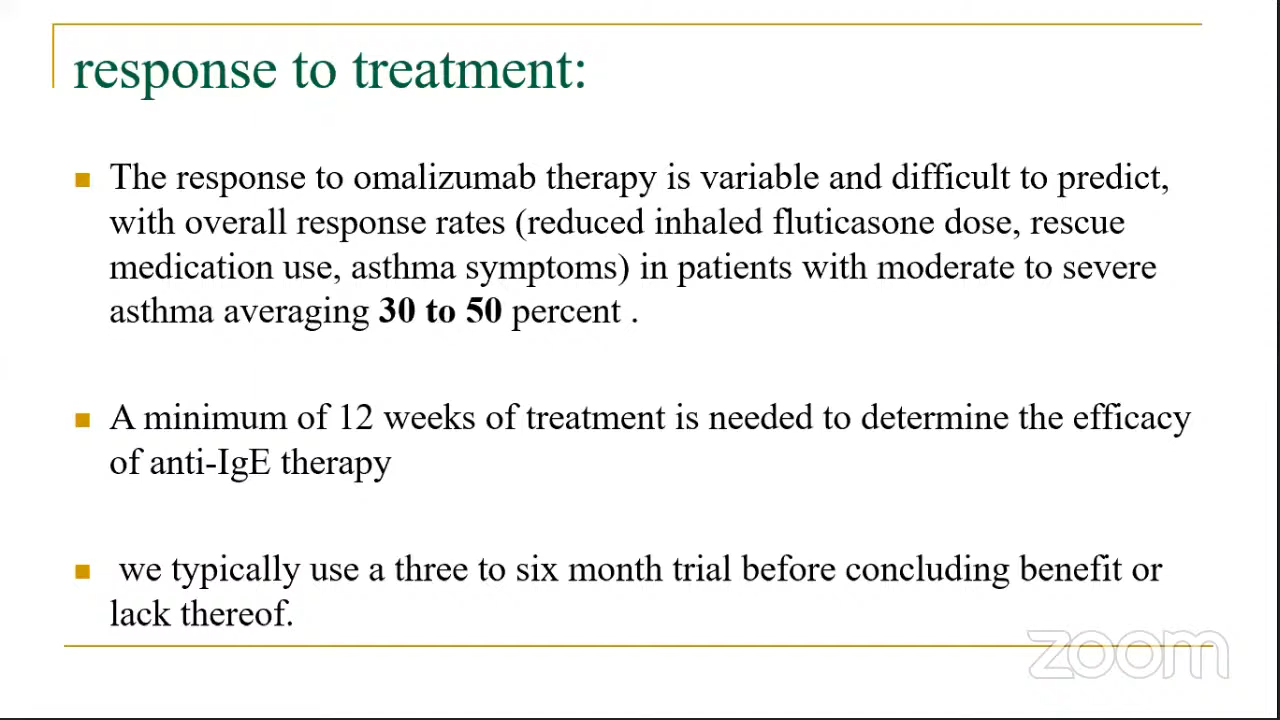 response to treatment:
The response to omalizumab therapy is variable and difficult to predict,
with overall response rates (reduced inhaled fluticasone dose, rescue
medication use, asthma symptoms) in patients with moderate to severe
asthma averaging 30 to 50 percent .
A minimum of 12 weeks of treatment is needed to determine the efficacy
of anti-IgE therapy
we typically use a three to six month trial before concluding benefit or
lack thereof.
zoom